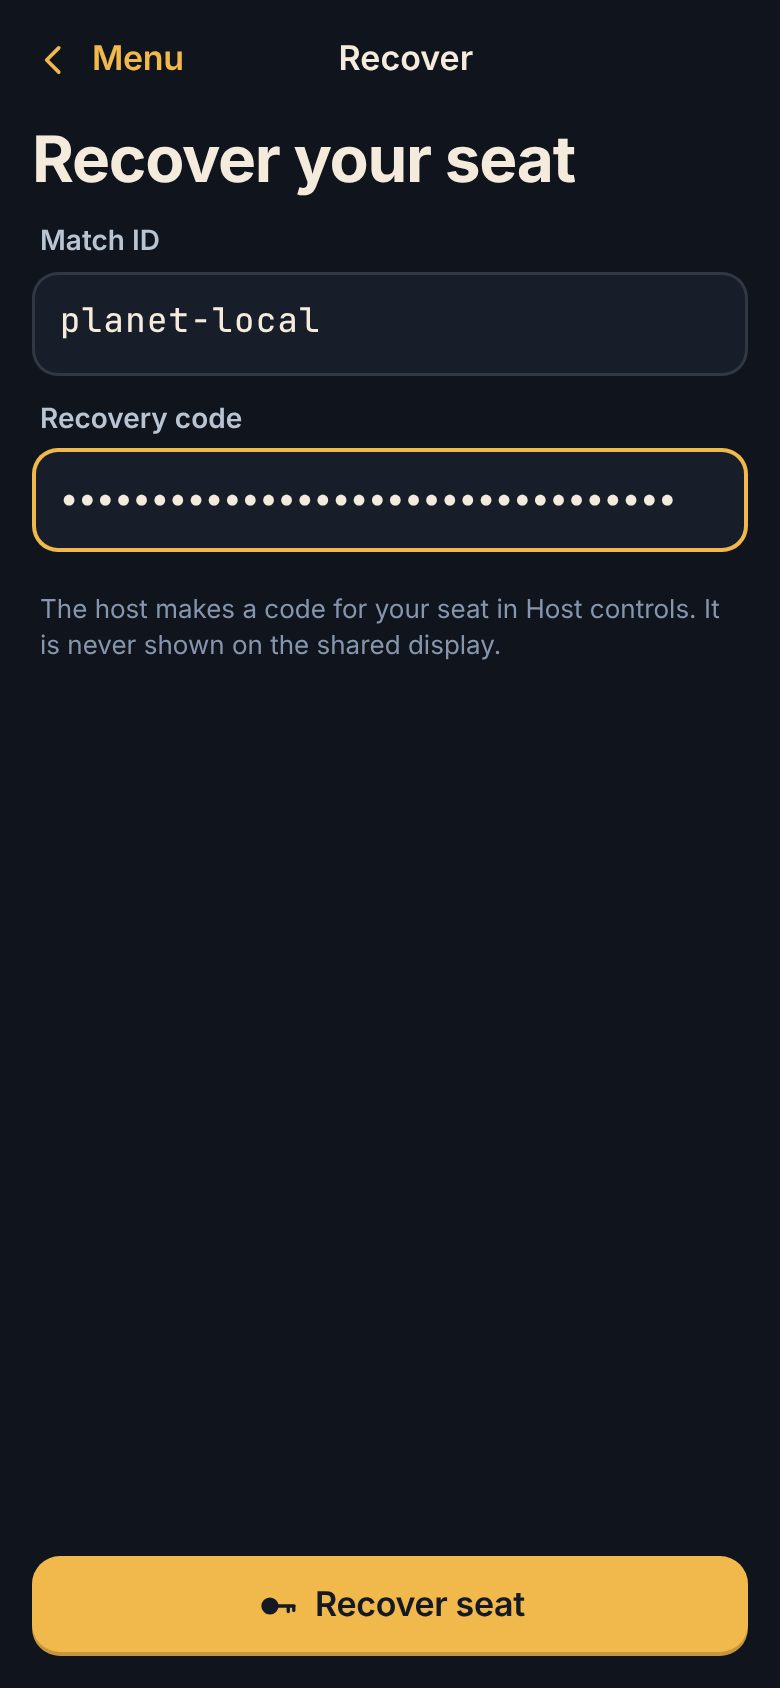 Menu
Recover
Recover your seat
Match ID
planet-local
Recovery code
••••••••••••••••••••••••••••••••••
The host makes a code for your seat in Host controls. It
is never shown on the shared display.
Recover seat